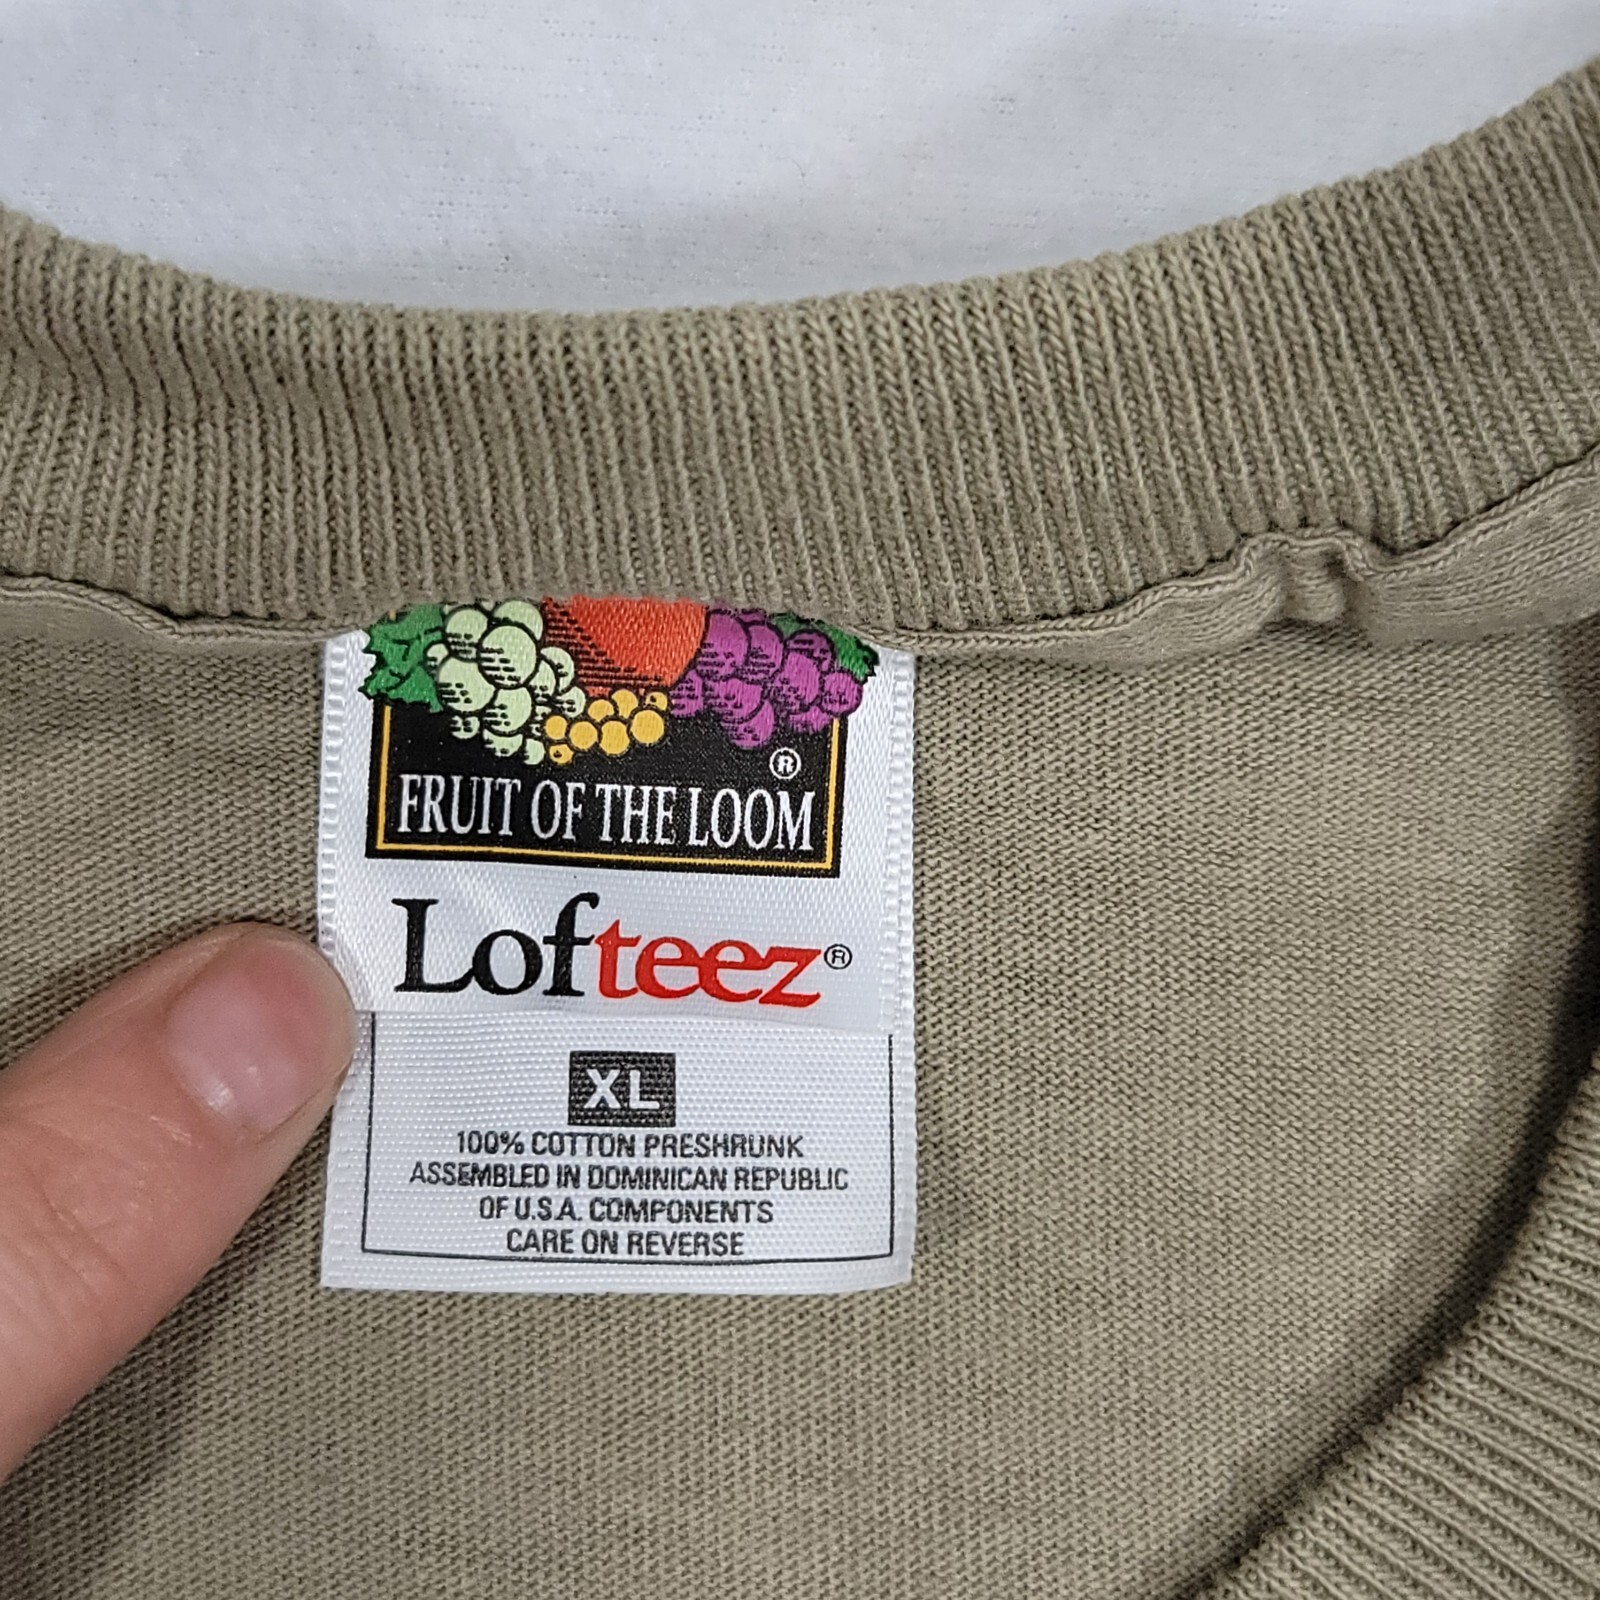 ®
FRUIT OF THE LOOM
Lofteez®
XL
100% COTTON PRESHRUNK
ASSEMBLED IN DOMINICAN REPUBLIC
OF U.S.A. COMPONENTS
CARE ON REVERSE